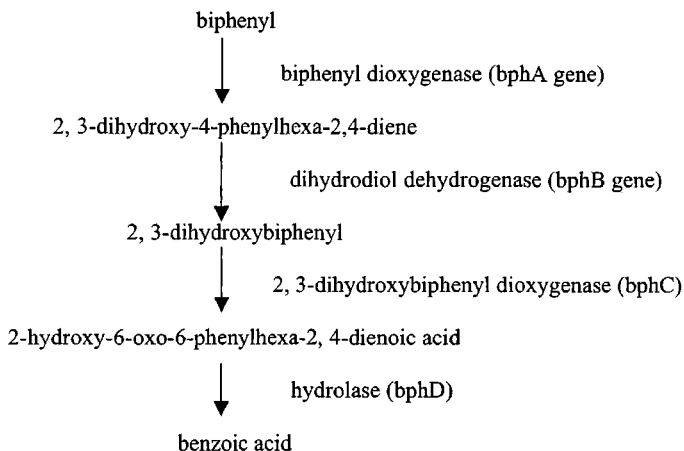 biphenyl
biphenyl dioxygenase (bphA gene)
2, 3-dihydroxy-4-phenylhexa-2,4-diene
dihydrodiol dehydrogenase (bphB gene)
2, 3-dihydroxybiphenyl
2, 3-dihydroxybiphenyl dioxygenase (bphC)
2-hydroxy-6-oxo-6-phenylhexa-2, 4-dienoic acid
hydrolase (bphD)
benzoic acid